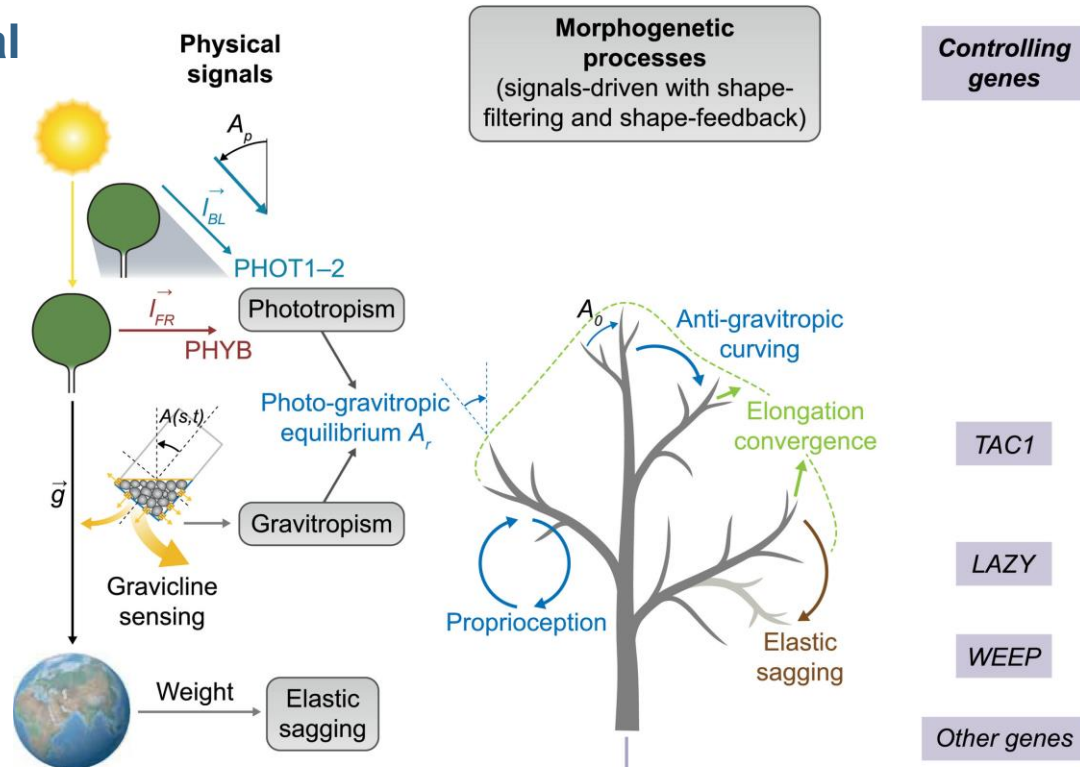 al
Physical
signals
Morphogenetic
processes
(signals-driven with shape-
filtering and shape-feedback)
Controlling
genes
A_p
I_BL
PHOT1–2
I_FR
PHYB
Phototropism
A_0
Anti-gravitropic
curving
Photo-gravitropic
equilibrium A_r
Elongation
convergence
A(s,t)
g
Gravitropism
Gravicline
sensing
Proprioception
Elastic
sagging
Weight
Elastic
sagging
TAC1
LAZY
WEEP
Other genes